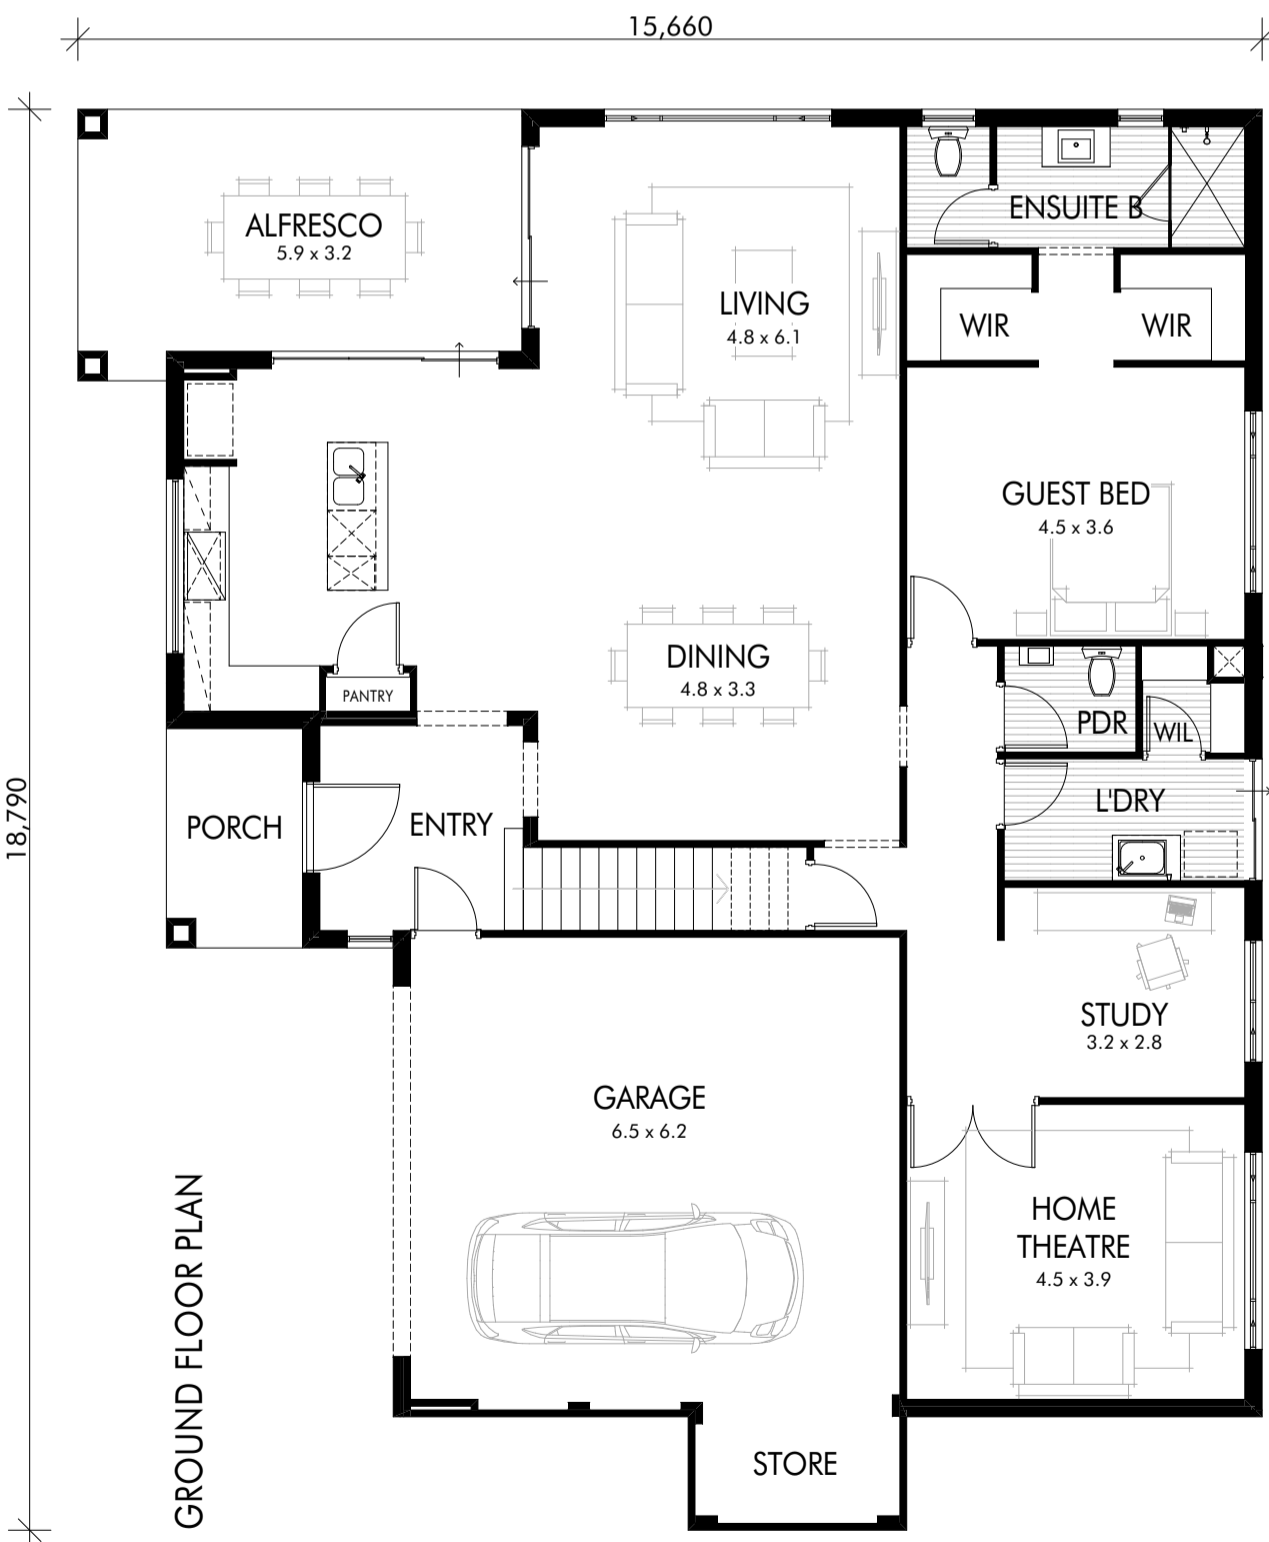 15,660
18,790
ALFRESCO
5.9 x 3.2
LIVING
4.8 x 6.1
ENSUITE B
WIR
WIR
GUEST BED
4.5 x 3.6
DINING
4.8 x 3.3
PANTRY
PDR
WIL
PORCH
ENTRY
L'DRY
STUDY
3.2 x 2.8
GARAGE
6.5 x 6.2
HOME
THEATRE
4.5 x 3.9
STORE
GROUND FLOOR PLAN